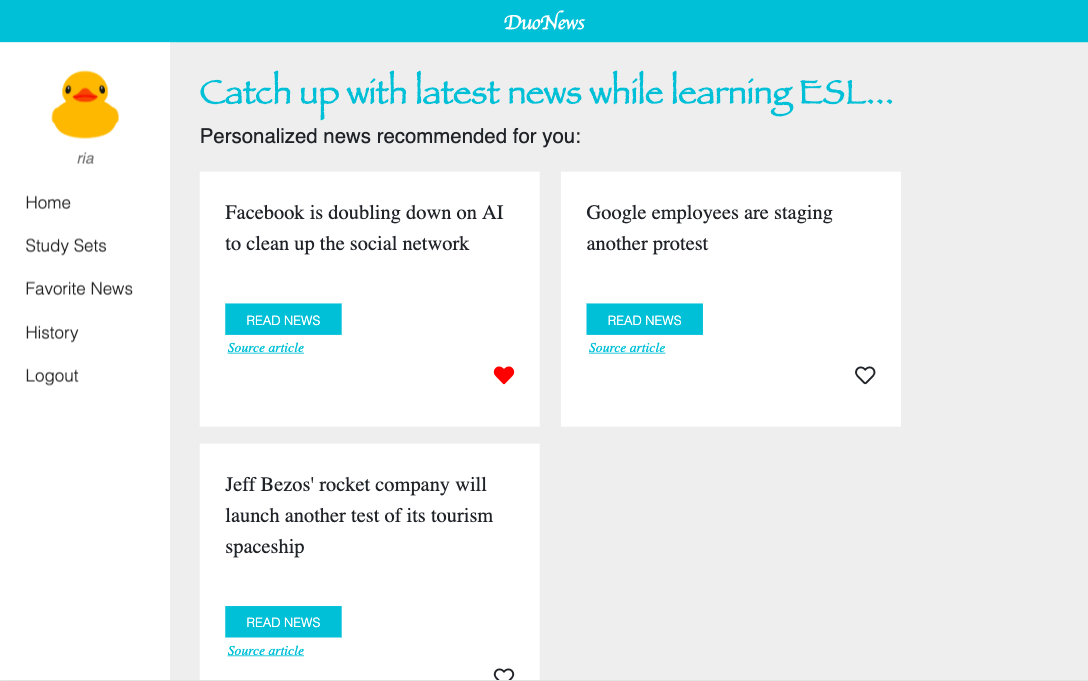 DuoNews
ria
Home
Study Sets
Favorite News
History
Logout
Catch up with latest news while learning ESL...
Personalized news recommended for you:
Facebook is doubling down on AI
to clean up the social network
READ NEWS
Source article
Google employees are staging
another protest
READ NEWS
Source article
Jeff Bezos' rocket company will
launch another test of its tourism
spaceship
READ NEWS
Source article